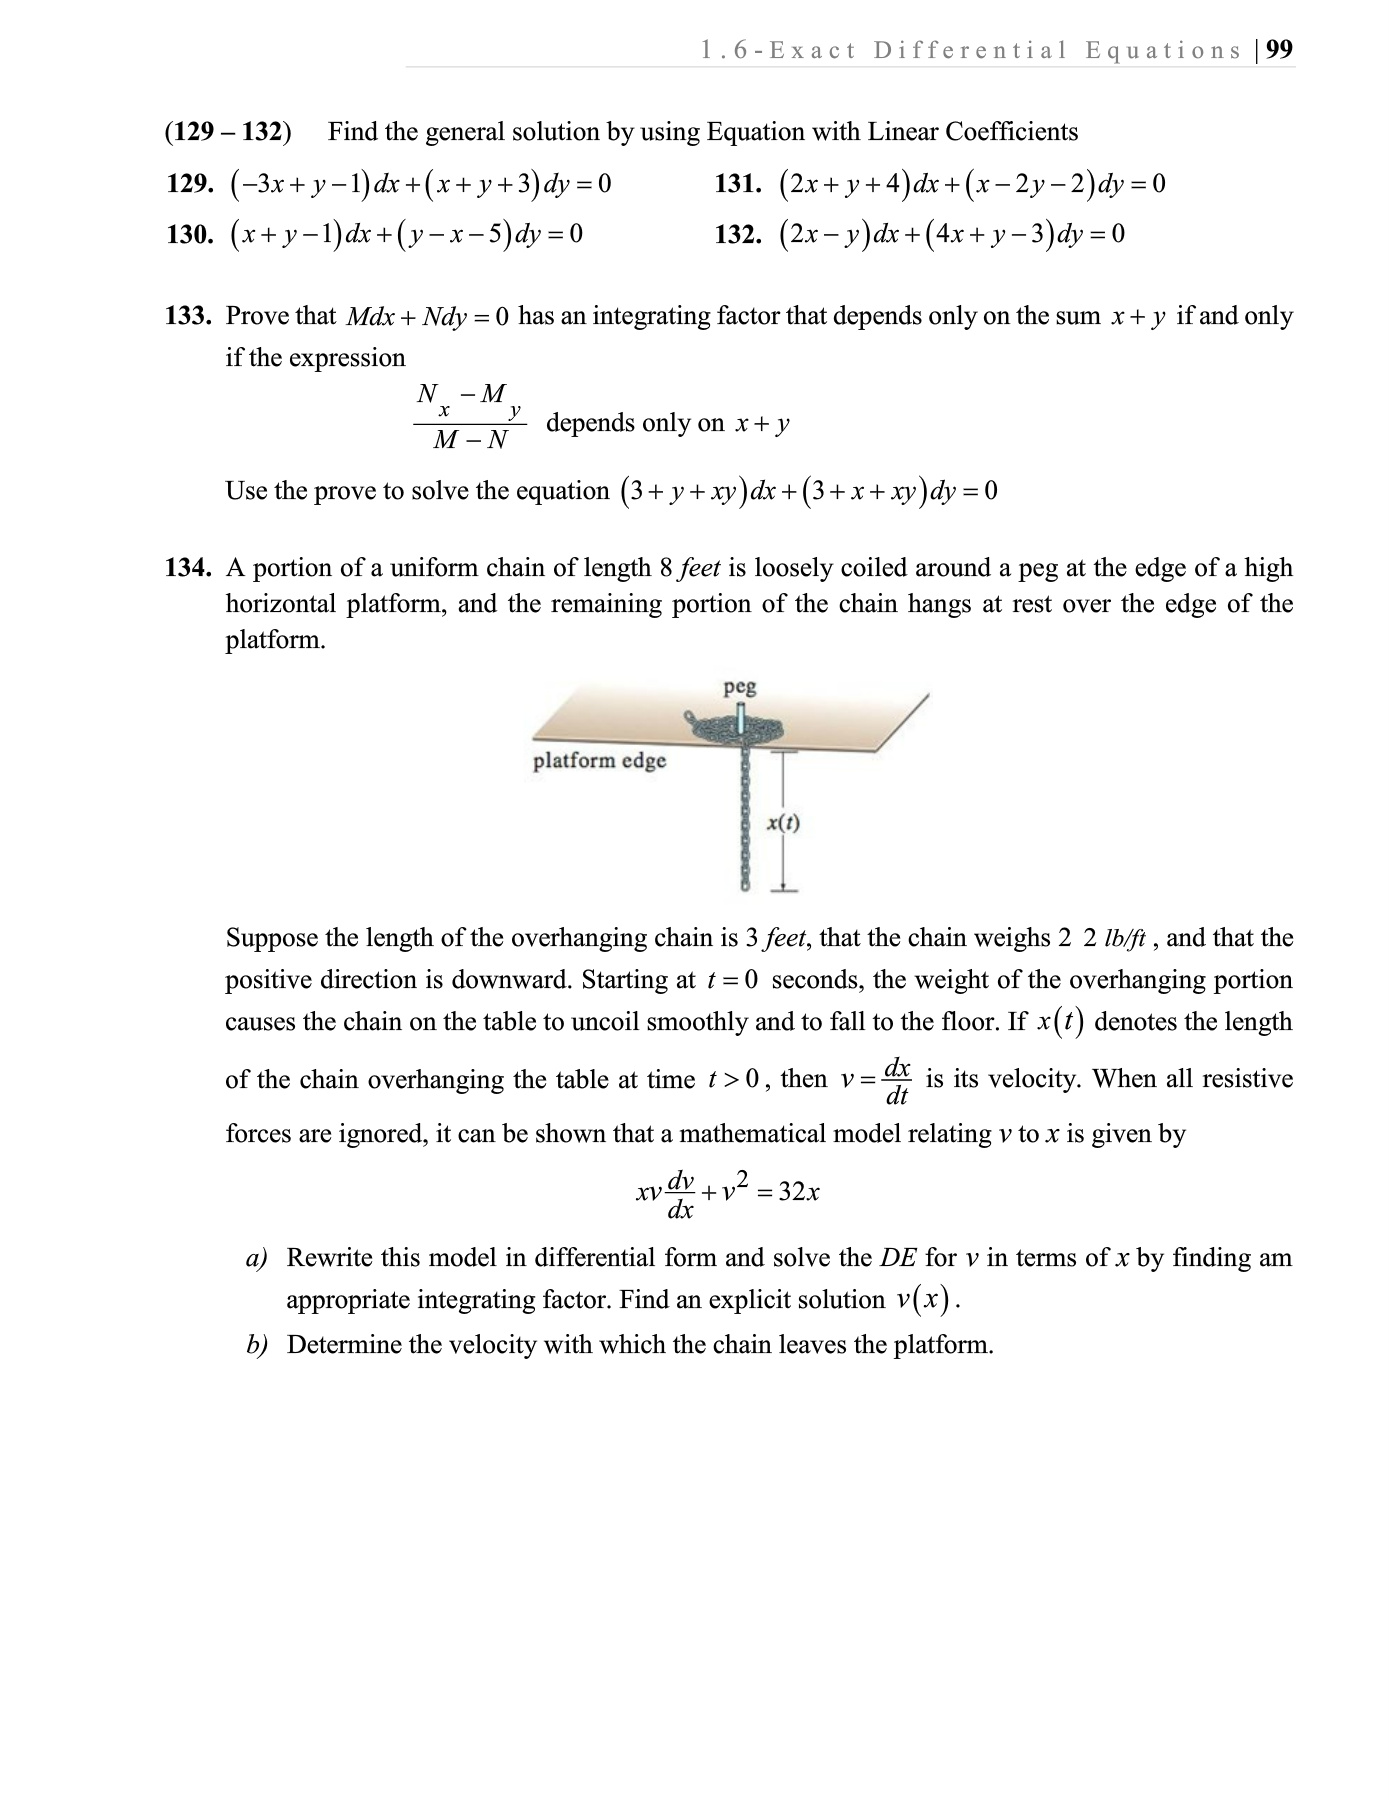 1.6-Exact Differential Equations | 99
(129 – 132) Find the general solution by using Equation with Linear Coefficients
129. (−3x + y − 1)dx + (x + y + 3)dy = 0 131. (2x + y + 4)dx + (x − 2y − 2)dy = 0
130. (x + y − 1)dx + (y − x − 5)dy = 0 132. (2x − y)dx + (4x + y − 3)dy = 0
133. Prove that Mdx + Ndy = 0 has an integrating factor that depends only on the sum x + y if and only
if the expression
\frac{N_x − M_y}{M − N} depends only on x + y
Use the prove to solve the equation (3 + y + xy)dx + (3 + x + xy)dy = 0
134. A portion of a uniform chain of length 8 feet is loosely coiled around a peg at the edge of a high
horizontal platform, and the remaining portion of the chain hangs at rest over the edge of the
platform.
peg
platform edge
x(t)
Suppose the length of the overhanging chain is 3 feet, that the chain weighs 2 2 lb/ft , and that the
positive direction is downward. Starting at t = 0 seconds, the weight of the overhanging portion
causes the chain on the table to uncoil smoothly and to fall to the floor. If x(t) denotes the length
of the chain overhanging the table at time t > 0, then v = \frac{dx}{dt} is its velocity. When all resistive
forces are ignored, it can be shown that a mathematical model relating v to x is given by
xv\frac{dv}{dx} + v^2 = 32x
a) Rewrite this model in differential form and solve the DE for v in terms of x by finding am
appropriate integrating factor. Find an explicit solution v(x).
b) Determine the velocity with which the chain leaves the platform.